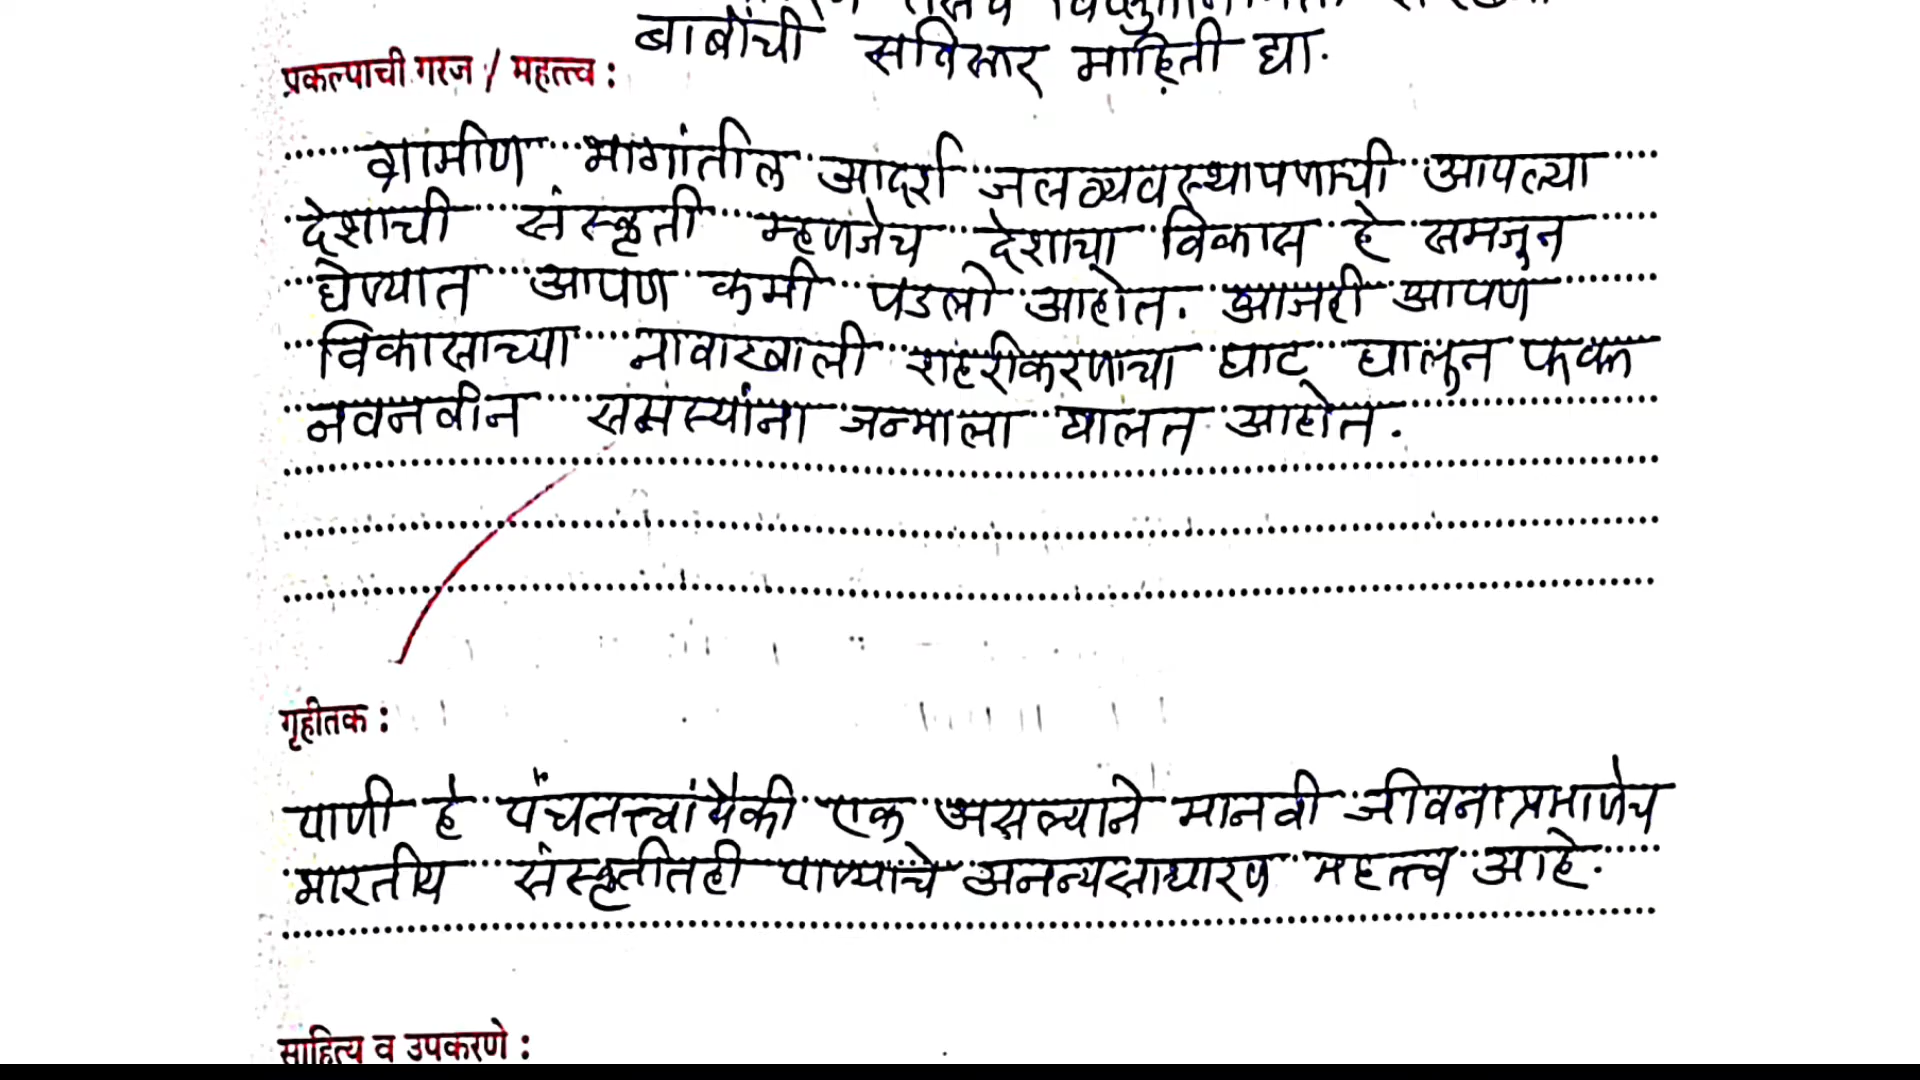 बाबींची सविस्तार माहिती द्या.
प्रकल्पाची गरज / महत्त्व :
ग्रामीण भागांतील आदर्श जलव्यवस्थापणाची आपल्या
देशाची संस्कृती म्हणजेच देशाचा विकास हे समजून
घेण्यात आपण कमी पडलो आहोत. आजही आपण
विकासाच्या नावाखाली शहरीकरणाचा घाट घालून फक्त
नवनवीन समस्यांना जन्माला घालत आहोत.
गृहीतक :
पाणी हे पंचतत्त्वांपैकी एक असल्याने मानवी जीवनाप्रमाणेच
भारतीय संस्कृतीतही पाण्याचे अनन्यसाधारण महत्त्व आहे.
साहित्य व उपकरणे :